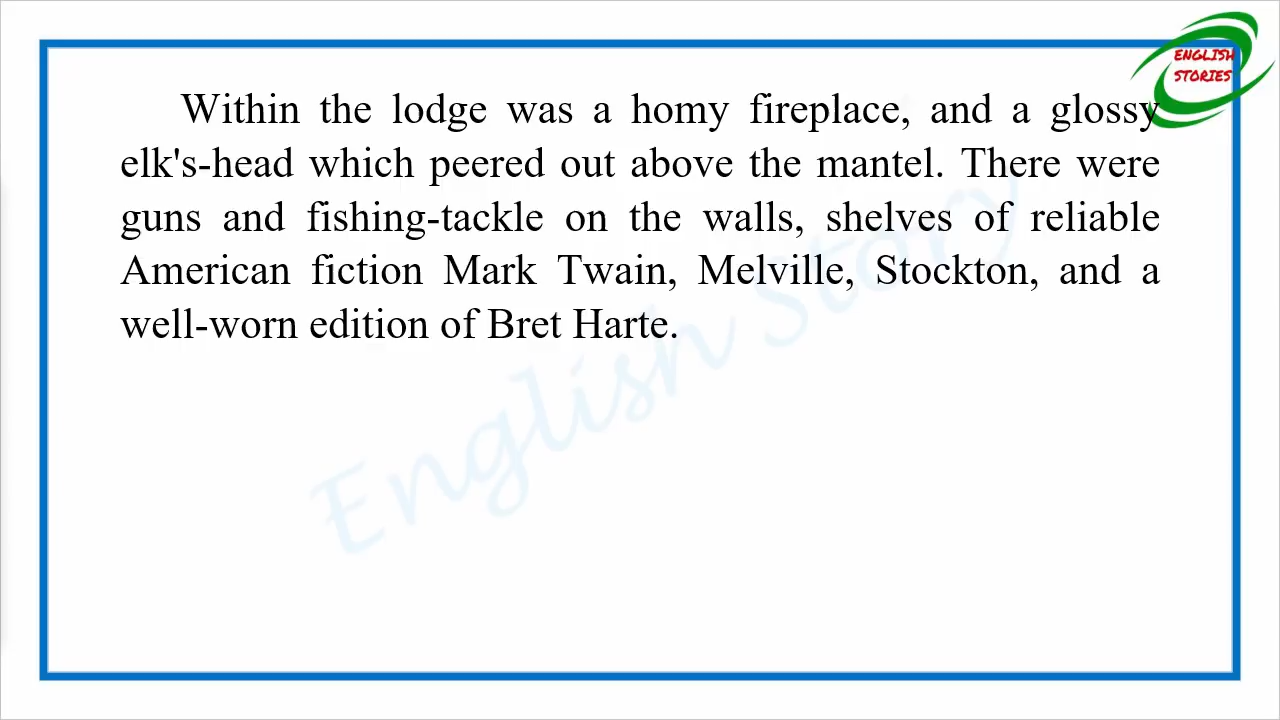 ENGLISH
STORIES
Within the lodge was a homy fireplace, and a glossy
elk's-head which peered out above the mantel. There were
guns and fishing-tackle on the walls, shelves of reliable
American fiction Mark Twain, Melville, Stockton, and a
well-worn edition of Bret Harte.
English Story